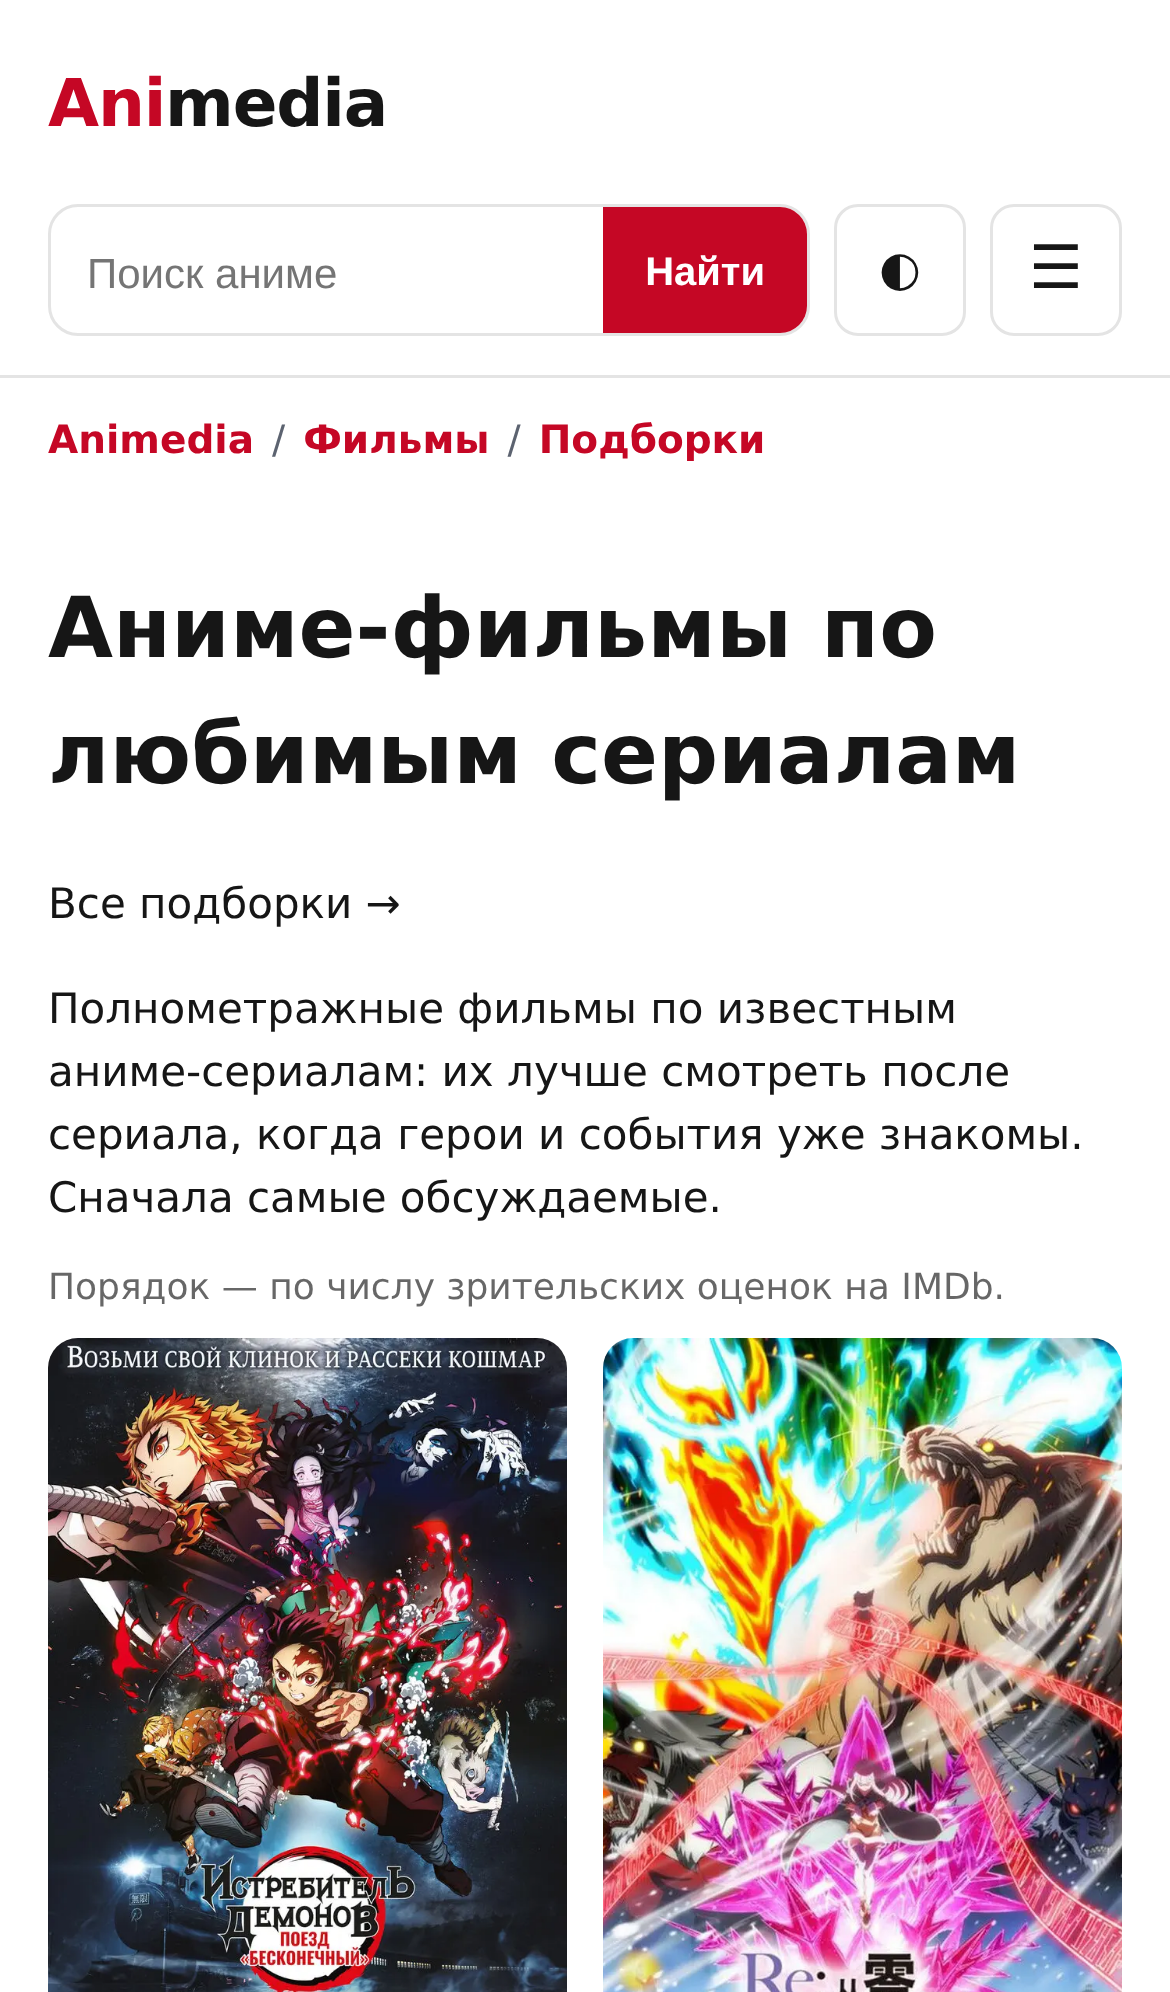 Animedia
Поиск аниме
Найти
Animedia / Фильмы / Подборки
Аниме-фильмы по
любимым сериалам
Все подборки →
Полнометражные фильмы по известным
аниме-сериалам: их лучше смотреть после
сериала, когда герои и события уже знакомы.
Сначала самые обсуждаемые.
Порядок — по числу зрительских оценок на IMDb.
Возьми свой клинок и рассеки кошмар
Истребитель
Демонов
поезд
«Бесконечный»
Re:
零